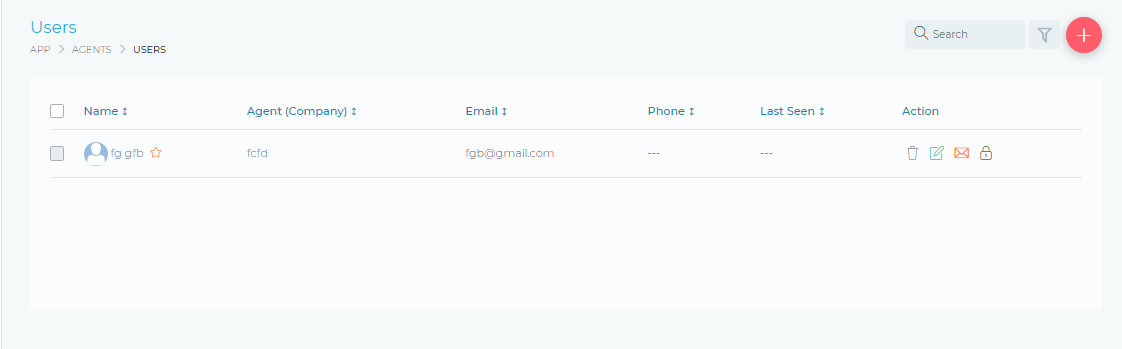 Users
APP AGENTS USERS
Search
Name Agent (Company) Email Phone Last Seen Action
fg gfb fcfd fgb@gmail.com --- ---